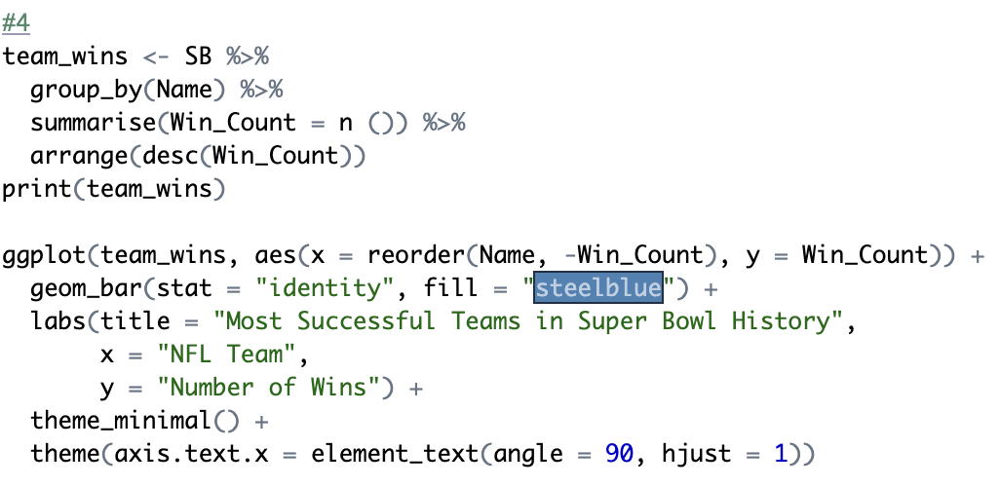 #4
team_wins <- SB %>%
  group_by(Name) %>%
  summarise(Win_Count = n ()) %>%
  arrange(desc(Win_Count))
print(team_wins)

ggplot(team_wins, aes(x = reorder(Name, -Win_Count), y = Win_Count)) +
  geom_bar(stat = "identity", fill = "steelblue") +
  labs(title = "Most Successful Teams in Super Bowl History",
       x = "NFL Team",
       y = "Number of Wins") +
  theme_minimal() +
  theme(axis.text.x = element_text(angle = 90, hjust = 1))